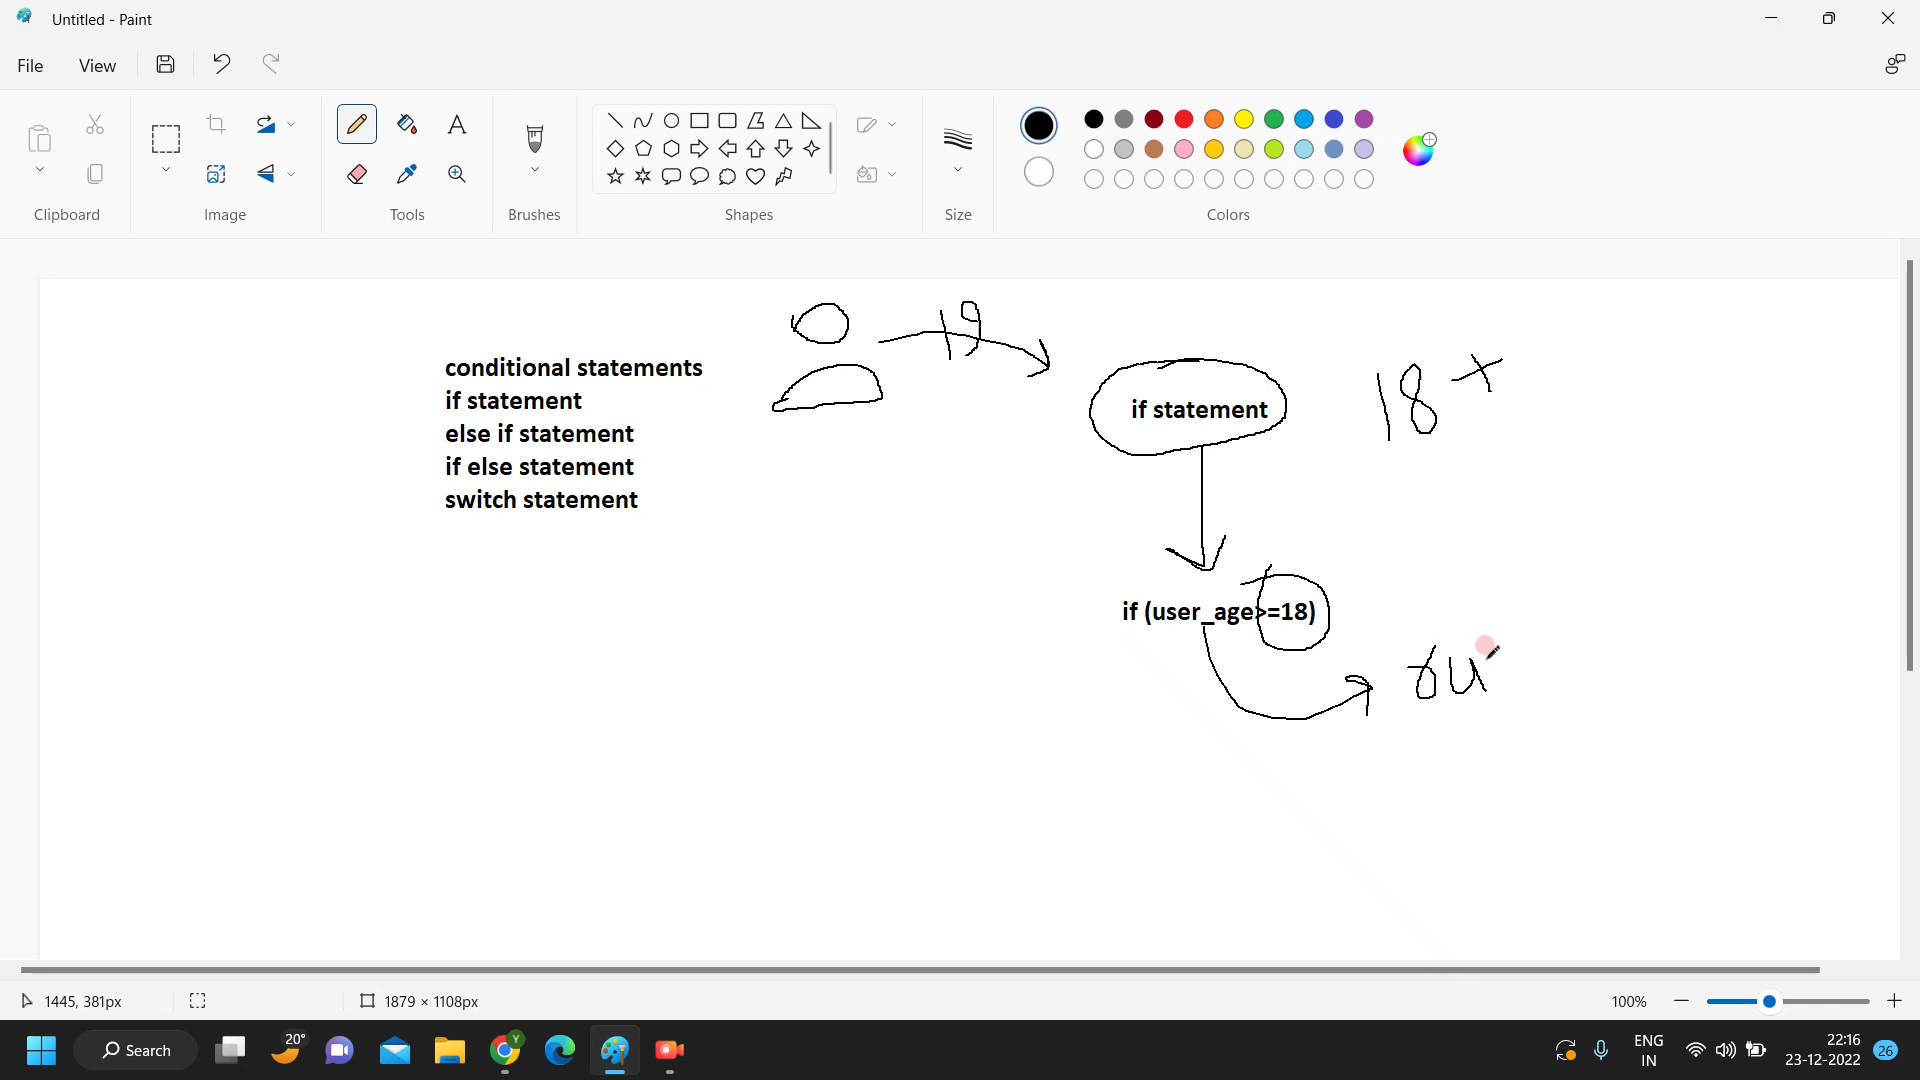 Untitled - Paint
File View
Clipboard Image Tools Brushes Shapes Size Colors
19
conditional statements
if statement
else if statement
if else statement
switch statement
if statement
18+
if (user_age>=18)
ou
1445, 381px 1879 × 1108px 100%
Search 20° Y ENG IN 22:16 23-12-2022 26